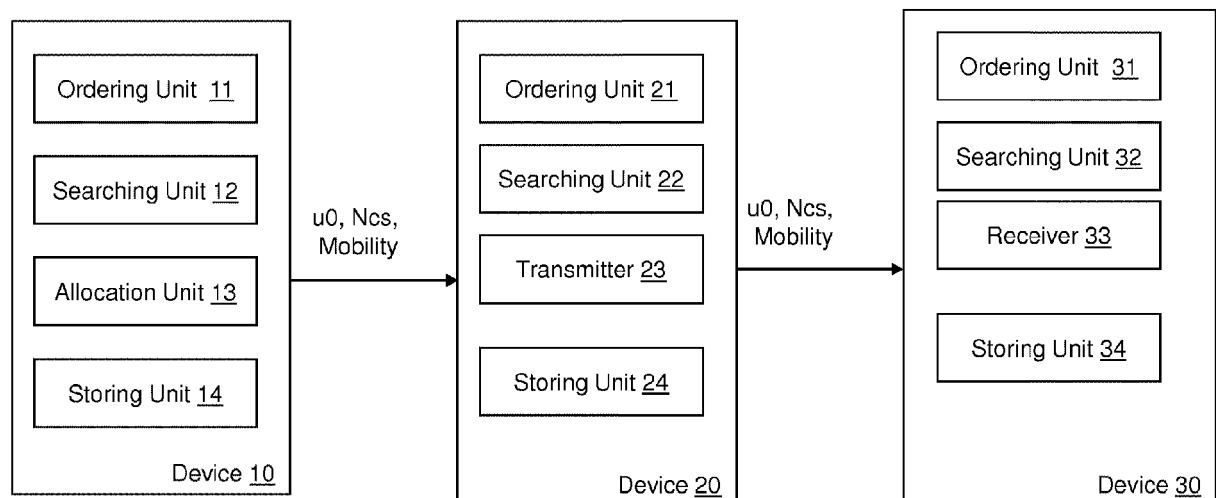 Ordering Unit 11
Searching Unit 12
Allocation Unit 13
Storing Unit 14
Device 10
u0, Ncs,
Mobility
Ordering Unit 21
Searching Unit 22
Transmitter 23
Storing Unit 24
Device 20
u0, Ncs,
Mobility
Ordering Unit 31
Searching Unit 32
Receiver 33
Storing Unit 34
Device 30